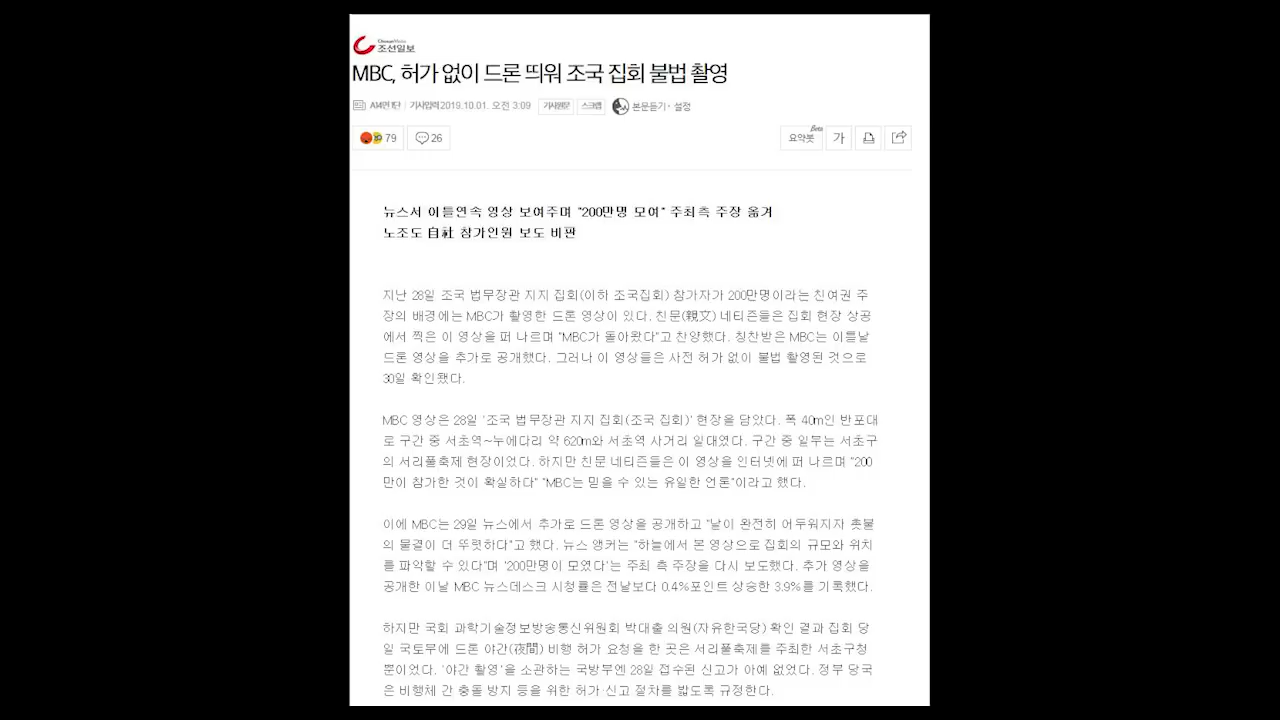 ChosunMedia
조선일보
MBC, 허가 없이 드론 띄워 조국 집회 불법 촬영
A14면 1단 기사입력 2019.10.01. 오전 3:09 기사원문 스크랩 본문듣기 · 설정
79 26 요약봇 Beta 가
뉴스서 이틀연속 영상 보여주며 "200만명 모여" 주최측 주장 옮겨
노조도 自社 참가인원 보도 비판
지난 28일 조국 법무장관 지지 집회(이하 조국집회) 참가자가 200만명이라는 친여권 주
장의 배경에는 MBC가 촬영한 드론 영상이 있다. 친문(親文) 네티즌들은 집회 현장 상공
에서 찍은 이 영상을 퍼 나르며 "MBC가 돌아왔다"고 찬양했다. 칭찬받은 MBC는 이튿날
드론 영상을 추가로 공개했다. 그러나 이 영상들은 사전 허가 없이 불법 촬영된 것으로
30일 확인됐다.
MBC 영상은 28일 '조국 법무장관 지지 집회(조국 집회)' 현장을 담았다. 폭 40m인 반포대
로 구간 중 서초역~누에다리 약 620m와 서초역 사거리 일대였다. 구간 중 일부는 서초구
의 서리풀축제 현장이었다. 하지만 친문 네티즌들은 이 영상을 인터넷에 퍼 나르며 "200
만이 참가한 것이 확실하다" "MBC는 믿을 수 있는 유일한 언론"이라고 했다.
이에 MBC는 29일 뉴스에서 추가로 드론 영상을 공개하고 "날이 완전히 어두워지자 촛불
의 물결이 더 뚜렷하다"고 했다. 뉴스 앵커는 "하늘에서 본 영상으로 집회의 규모와 위치
를 파악할 수 있다"며 '200만명이 모였다'는 주최 측 주장을 다시 보도했다. 추가 영상을
공개한 이날 MBC 뉴스데스크 시청률은 전날보다 0.4%포인트 상승한 3.9%를 기록했다.
하지만 국회 과학기술정보방송통신위원회 박대출 의원(자유한국당) 확인 결과 집회 당
일 국토부에 드론 야간(夜間) 비행 허가 요청을 한 곳은 서리풀축제를 주최한 서초구청
뿐이었다. '야간 촬영'을 소관하는 국방부엔 28일 접수된 신고가 아예 없었다. 정부 당국
은 비행체 간 충돌 방지 등을 위한 허가·신고 절차를 밟도록 규정한다.